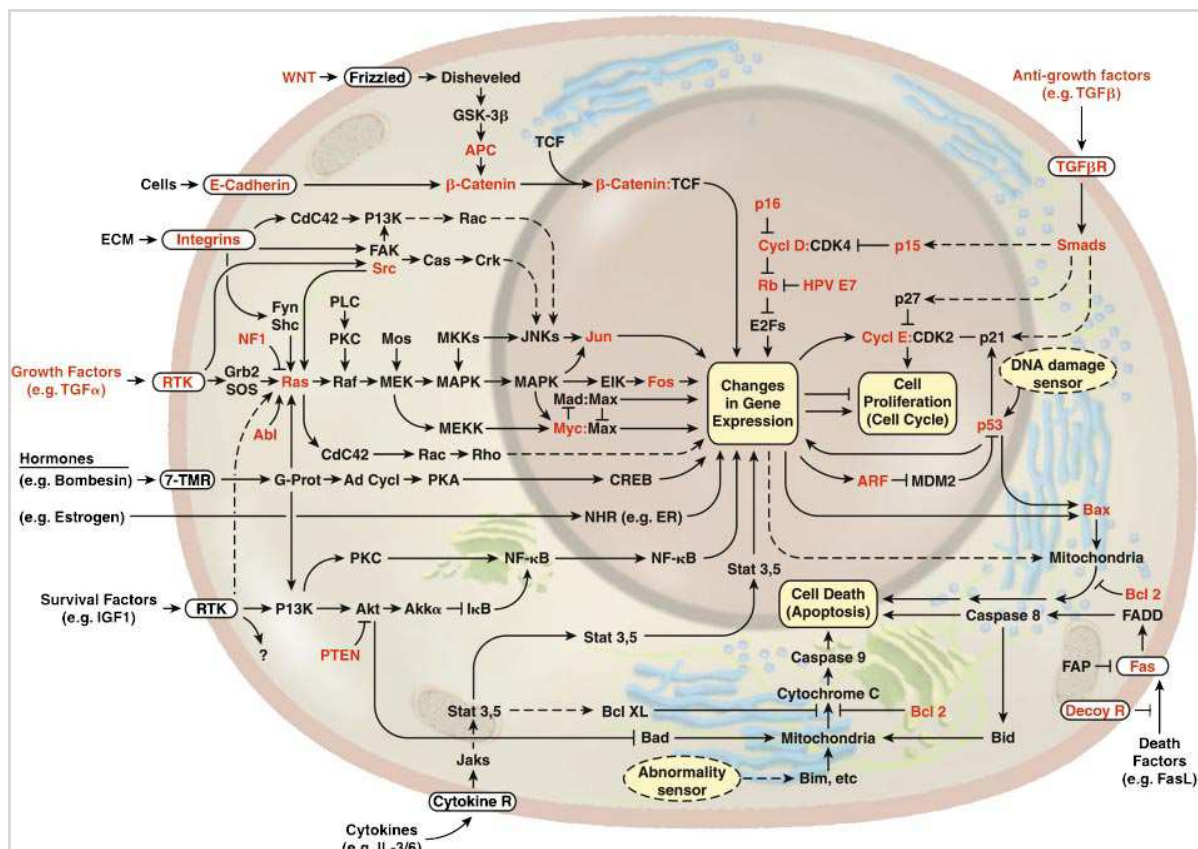 WNT
Frizzled
Disheveled
GSK-3β
APC
TCF
Cells
E-Cadherin
β-Catenin
β-Catenin:TCF
Anti-growth factors
(e.g. TGFβ)
TGFβR
Smads
ECM
Integrins
CdC42
P13K
Rac
FAK
Src
Cas
Crk
p16
Cycl D:CDK4
p15
Rb
HPV E7
E2Fs
p27
Cycl E:CDK2
p21
Fyn
Shc
NF1
PLC
PKC
Mos
MKKs
JNKs
Jun
Growth Factors
(e.g. TGFα)
RTK
Grb2
SOS
Ras
Raf
MEK
MAPK
MAPK
ElK
Fos
Mad:Max
Myc:Max
MEKK
Abl
CdC42
Rac
Rho
Changes
in Gene
Expression
Cell
Proliferation
(Cell Cycle)
DNA damage
sensor
p53
ARF
MDM2
Bax
Hormones
(e.g. Bombesin)
7-TMR
G-Prot
Ad Cycl
PKA
CREB
(e.g. Estrogen)
NHR (e.g. ER)
PKC
NF-κB
NF-κB
Stat 3,5
Mitochondria
Survival Factors
(e.g. IGF1)
RTK
P13K
Akt
Akkα
IκB
?
PTEN
Stat 3,5
Cell Death
(Apoptosis)
Bcl 2
Caspase 8
FADD
Caspase 9
FAP
Fas
Cytochrome C
Stat 3,5
Bcl XL
Bcl 2
Decoy R
Bad
Mitochondria
Bid
Death
Factors
(e.g. FasL)
Jaks
Abnormality
sensor
Bim, etc
Cytokine R
Cytokines
(e.g. IL-3/6)